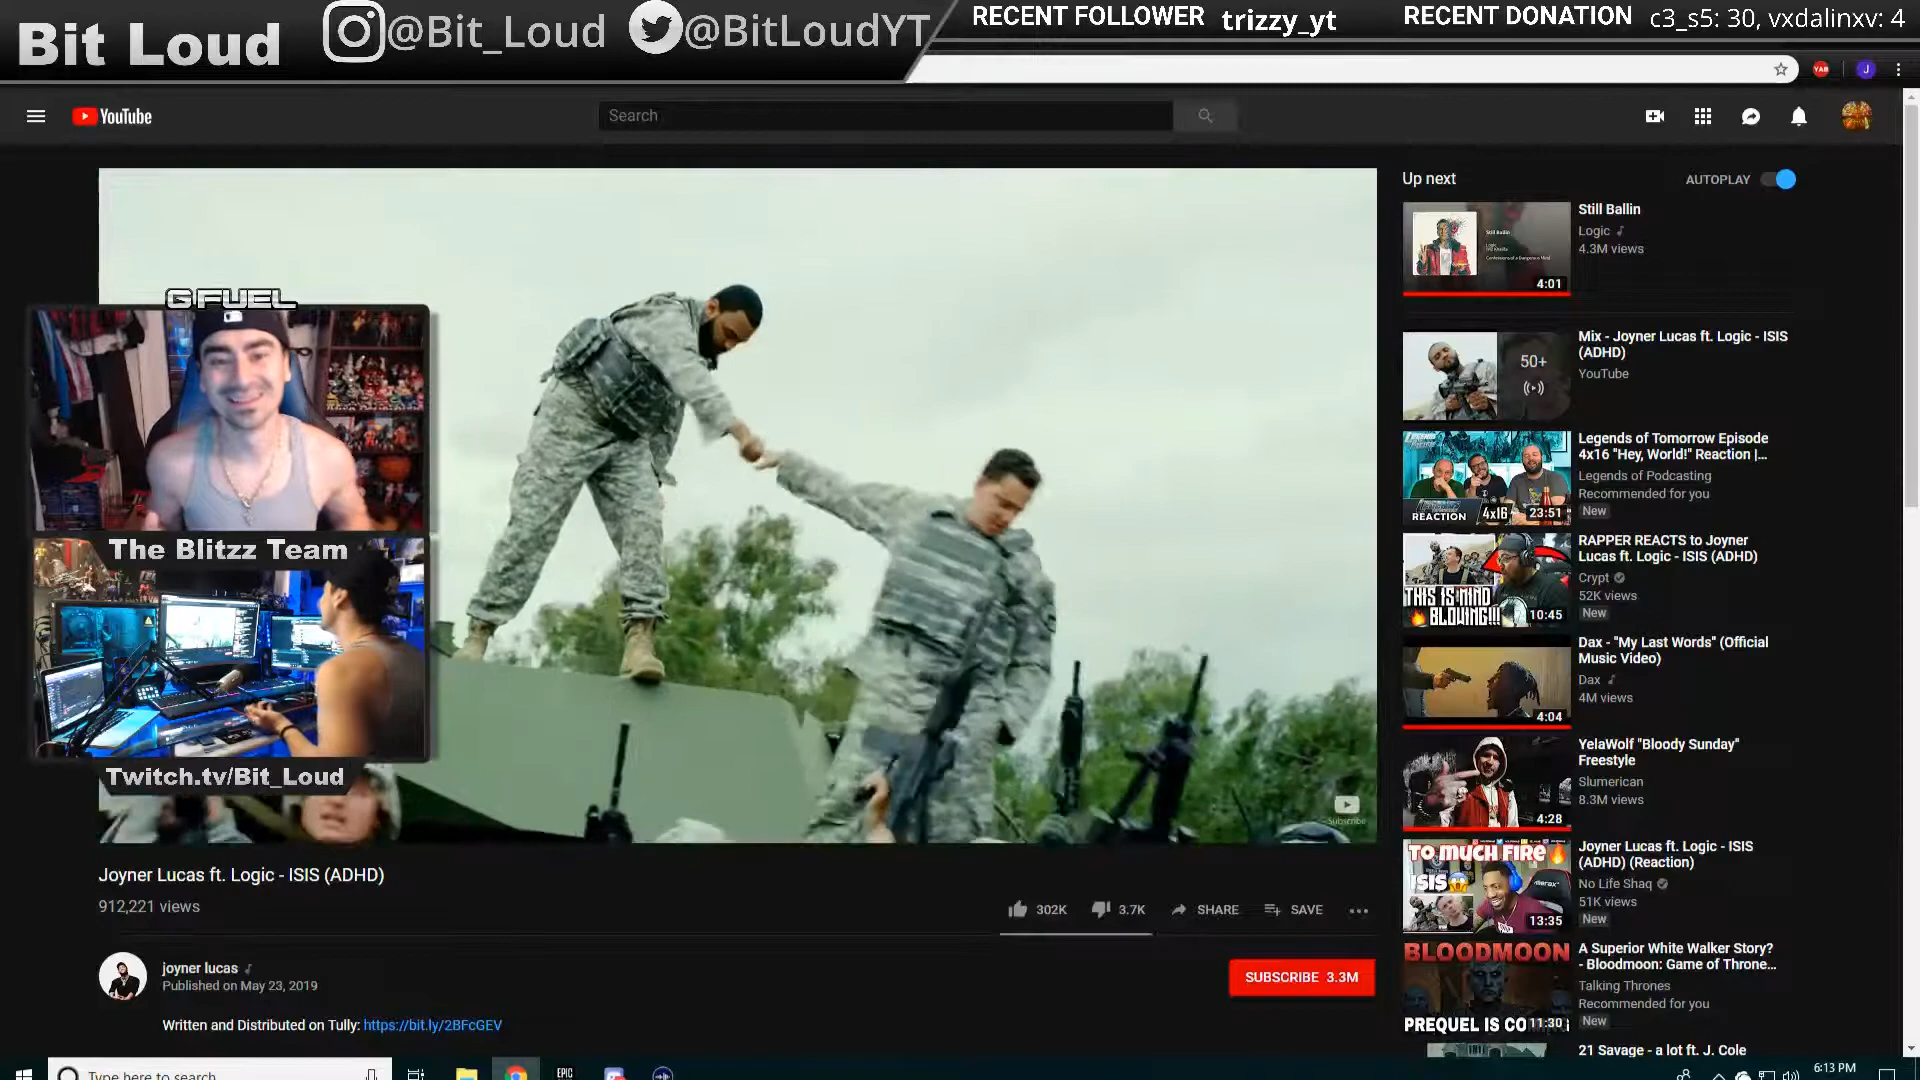 Bit Loud
@Bit_Loud
@BitLoudYT
RECENT FOLLOWER trizzy_yt
RECENT DONATION c3_s5: 30, vxdalinxv: 4
YAB
J
YouTube
Search
Up next
AUTOPLAY
Still Ballin
Logic
4.3M views
4:01
Mix - Joyner Lucas ft. Logic - ISIS
(ADHD)
YouTube
50+
Legends of Tomorrow Episode
4x16 "Hey, World!" Reaction |...
Legends of Podcasting
Recommended for you
New
REACTION 4x16 23:51
RAPPER REACTS to Joyner
Lucas ft. Logic - ISIS (ADHD)
Crypt
52K views
New
THIS IS MIND
BLOWING!!! 10:45
Dax - "My Last Words" (Official
Music Video)
Dax
4M views
4:04
YelaWolf "Bloody Sunday"
Freestyle
Slumerican
8.3M views
4:28
Joyner Lucas ft. Logic - ISIS
(ADHD) (Reaction)
No Life Shaq
51K views
New
TO MUCH FIRE
ISIS
13:35
A Superior White Walker Story?
- Bloodmoon: Game of Throne...
Talking Thrones
Recommended for you
New
BLOODMOON
PREQUEL IS CO
11:30
21 Savage - a lot ft. J. Cole
G FUEL
The Blitzz Team
Twitch.tv/Bit_Loud
Subscribe
Joyner Lucas ft. Logic - ISIS (ADHD)
912,221 views
302K 3.7K SHARE SAVE
joyner lucas
Published on May 23, 2019
SUBSCRIBE 3.3M
Written and Distributed on Tully: https://bit.ly/2BFcGEV
Type here to search
EPIC
6:13 PM